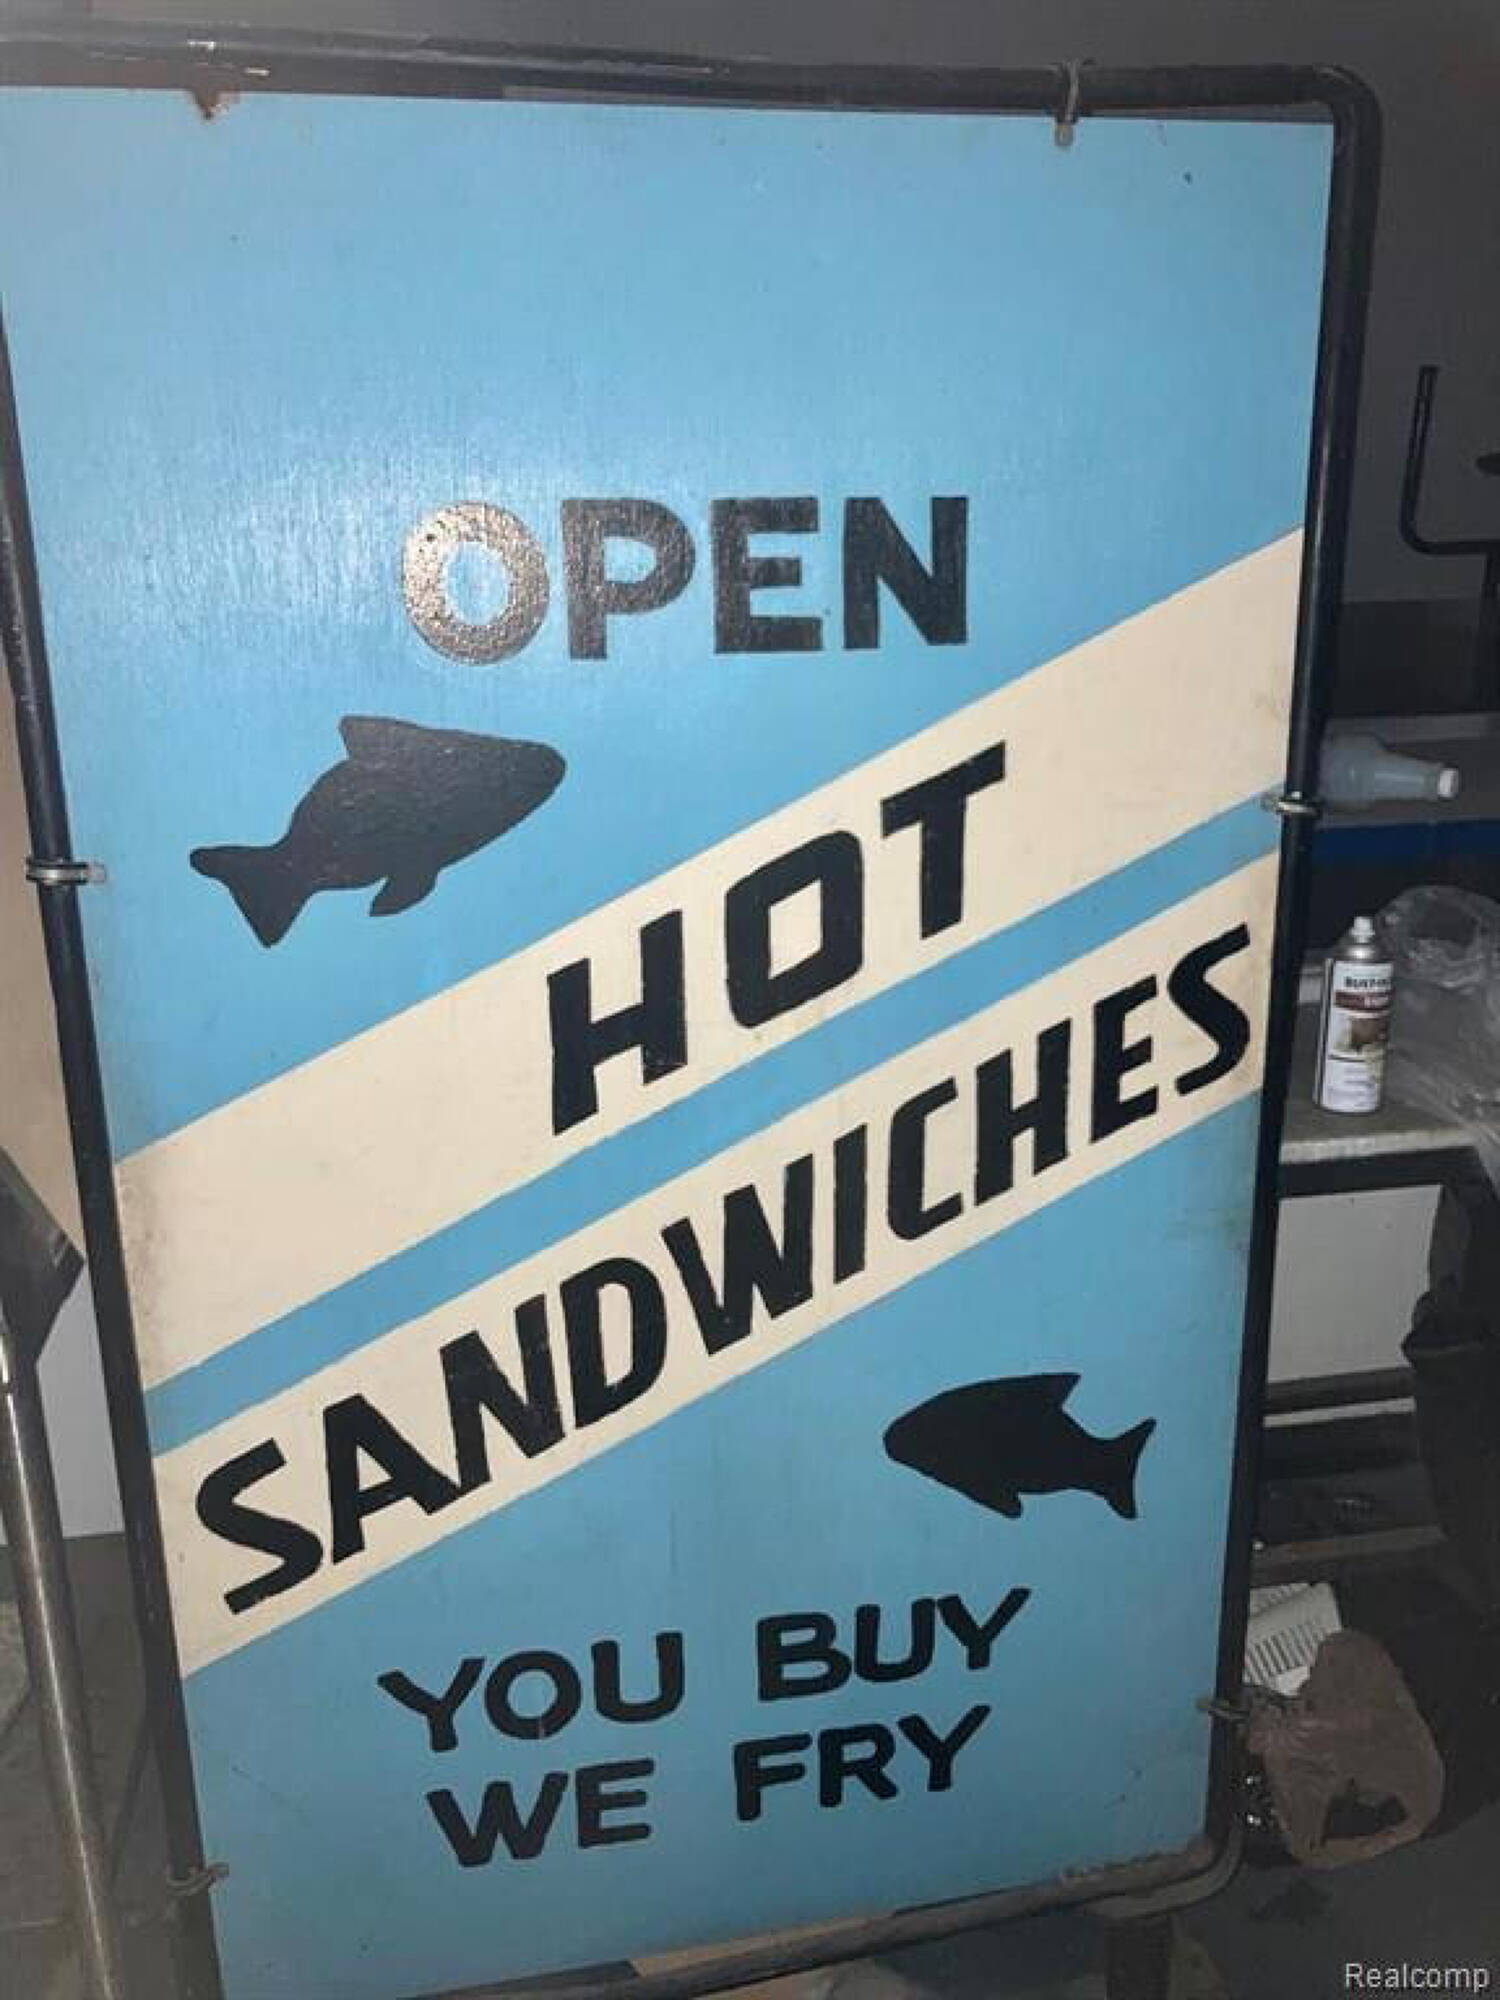 OPEN
HOT
SANDWICHES
YOU BUY
WE FRY
Realcomp